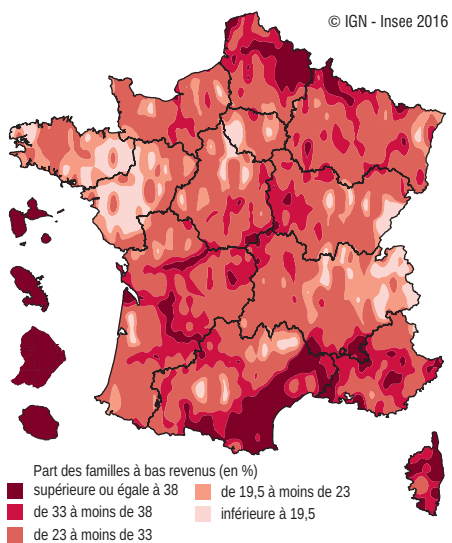 © IGN - Insee 2016
Part des familles à bas revenus (en %)
supérieure ou égale à 38
de 33 à moins de 38
de 23 à moins de 33
de 19,5 à moins de 23
inférieure à 19,5